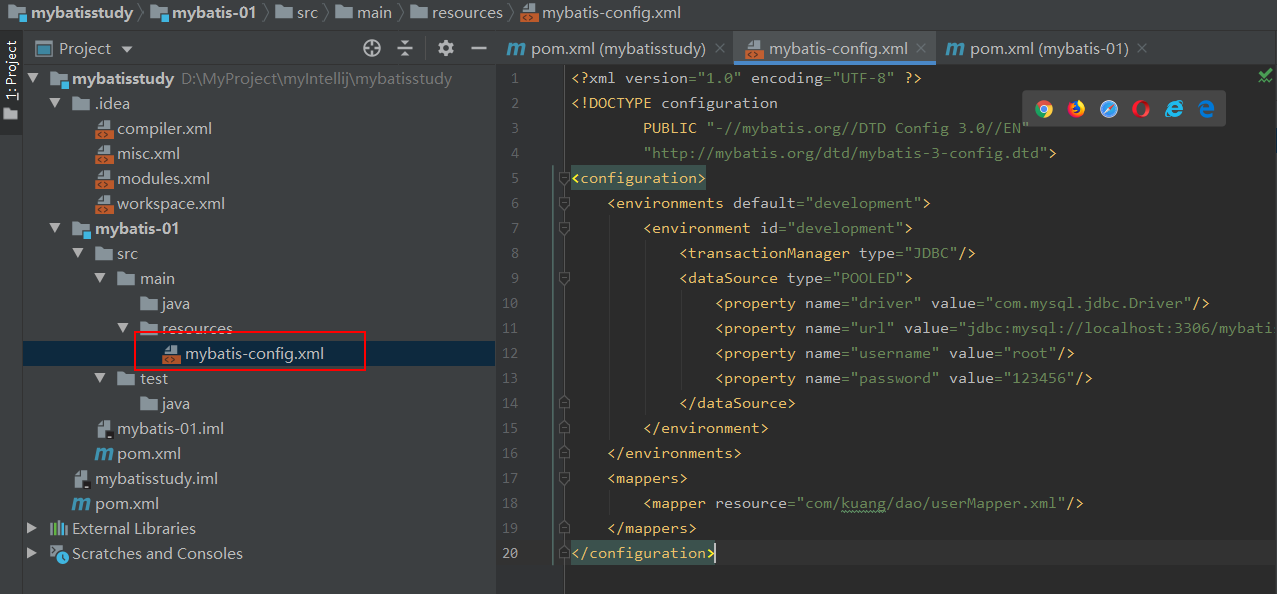 mybatisstudy mybatis-01 src main resources mybatis-config.xml
1: Project
Project
pom.xml (mybatisstudy) mybatis-config.xml pom.xml (mybatis-01)
mybatisstudy D:\MyProject\myIntellij\mybatisstudy
.idea
compiler.xml
misc.xml
modules.xml
workspace.xml
mybatis-01
src
main
java
resources
mybatis-config.xml
test
java
mybatis-01.iml
pom.xml
mybatisstudy.iml
pom.xml
External Libraries
Scratches and Consoles
1 <?xml version="1.0" encoding="UTF-8" ?>
2 <!DOCTYPE configuration
3 PUBLIC "-//mybatis.org//DTD Config 3.0//EN"
4 "http://mybatis.org/dtd/mybatis-3-config.dtd">
5 <configuration>
6 <environments default="development">
7 <environment id="development">
8 <transactionManager type="JDBC"/>
9 <dataSource type="POOLED">
10 <property name="driver" value="com.mysql.jdbc.Driver"/>
11 <property name="url" value="jdbc:mysql://localhost:3306/mybati
12 <property name="username" value="root"/>
13 <property name="password" value="123456"/>
14 </dataSource>
15 </environment>
16 </environments>
17 <mappers>
18 <mapper resource="com/kuang/dao/userMapper.xml"/>
19 </mappers>
20 </configuration>